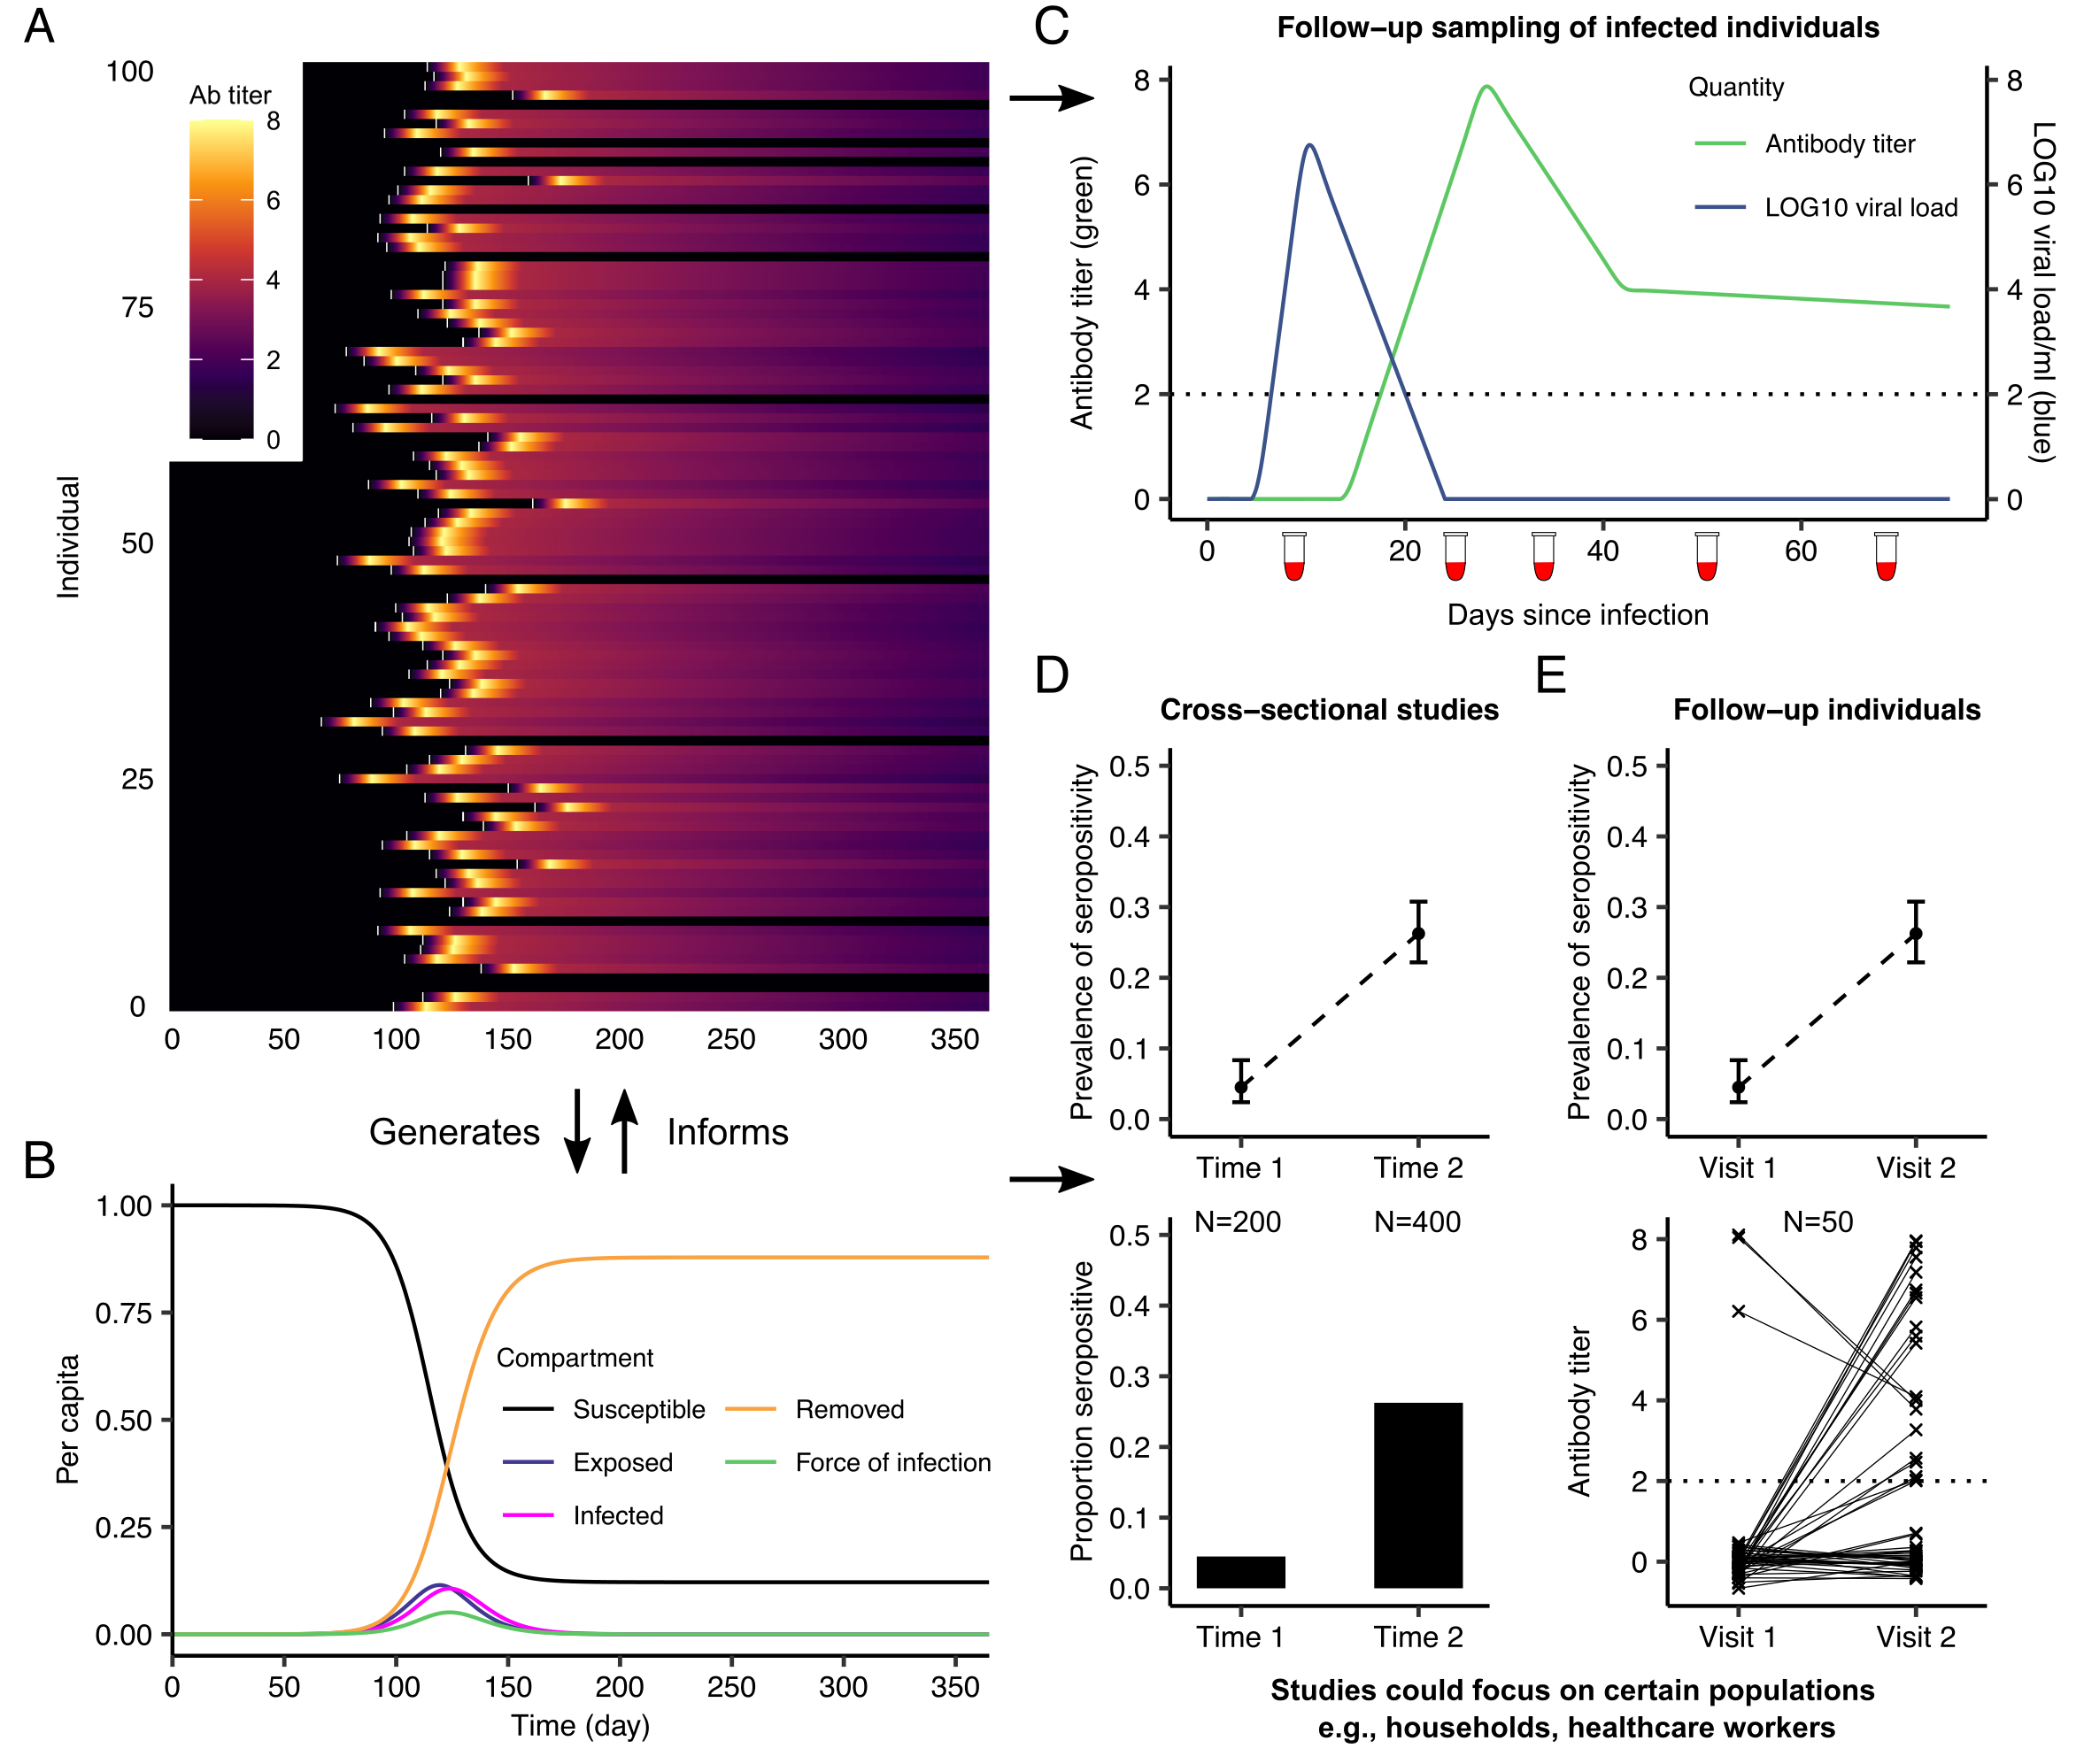 A
100
75
50
25
0
Individual
Ab titer
8
6
4
2
0
0 50 100 150 200 250 300 350
Generates
Informs
B
1.00
0.75
0.50
0.25
0.00
Per capita
Compartment
Susceptible
Exposed
Infected
Removed
Force of infection
0 50 100 150 200 250 300 350
Time (day)
C
Follow–up sampling of infected individuals
8
6
4
2
0
Antibody titer (green)
Quantity
Antibody titer
LOG10 viral load
8
6
4
2
0
LOG10 viral load/ml (blue)
0 20 40 60
Days since infection
D
Cross–sectional studies
0.5
0.4
0.3
0.2
0.1
0.0
Prevalence of seropositivity
Time 1 Time 2
N=200 N=400
0.5
0.4
0.3
0.2
0.1
0.0
Proportion seropositive
Time 1 Time 2
E
Follow–up individuals
0.5
0.4
0.3
0.2
0.1
0.0
Prevalence of seropositivity
Visit 1 Visit 2
N=50
8
6
4
2
0
Antibody titer
Visit 1 Visit 2
Studies could focus on certain populations
e.g., households, healthcare workers